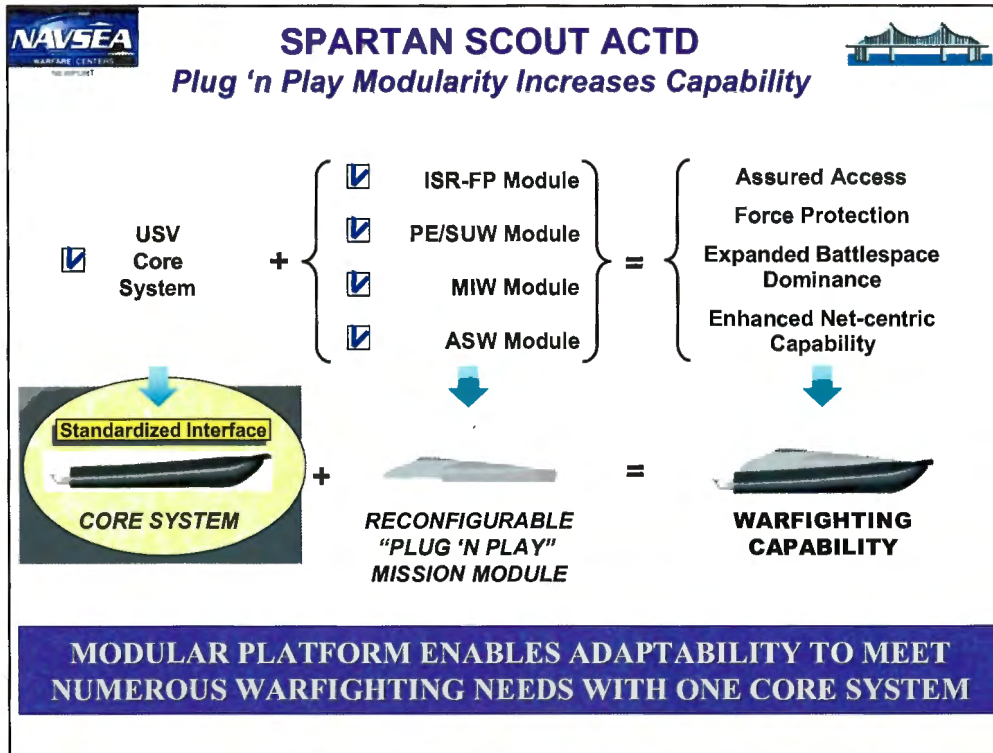 NAVSEA
WARFARE CENTERS
NEWPORT
SPARTAN SCOUT ACTD
Plug 'n Play Modularity Increases Capability
USV
Core
System
+
ISR-FP Module
PE/SUW Module
MIW Module
ASW Module
=
Assured Access
Force Protection
Expanded Battlespace
Dominance
Enhanced Net-centric
Capability
Standardized Interface
CORE SYSTEM
+
RECONFIGURABLE
"PLUG 'N PLAY"
MISSION MODULE
=
WARFIGHTING
CAPABILITY
MODULAR PLATFORM ENABLES ADAPTABILITY TO MEET
NUMEROUS WARFIGHTING NEEDS WITH ONE CORE SYSTEM